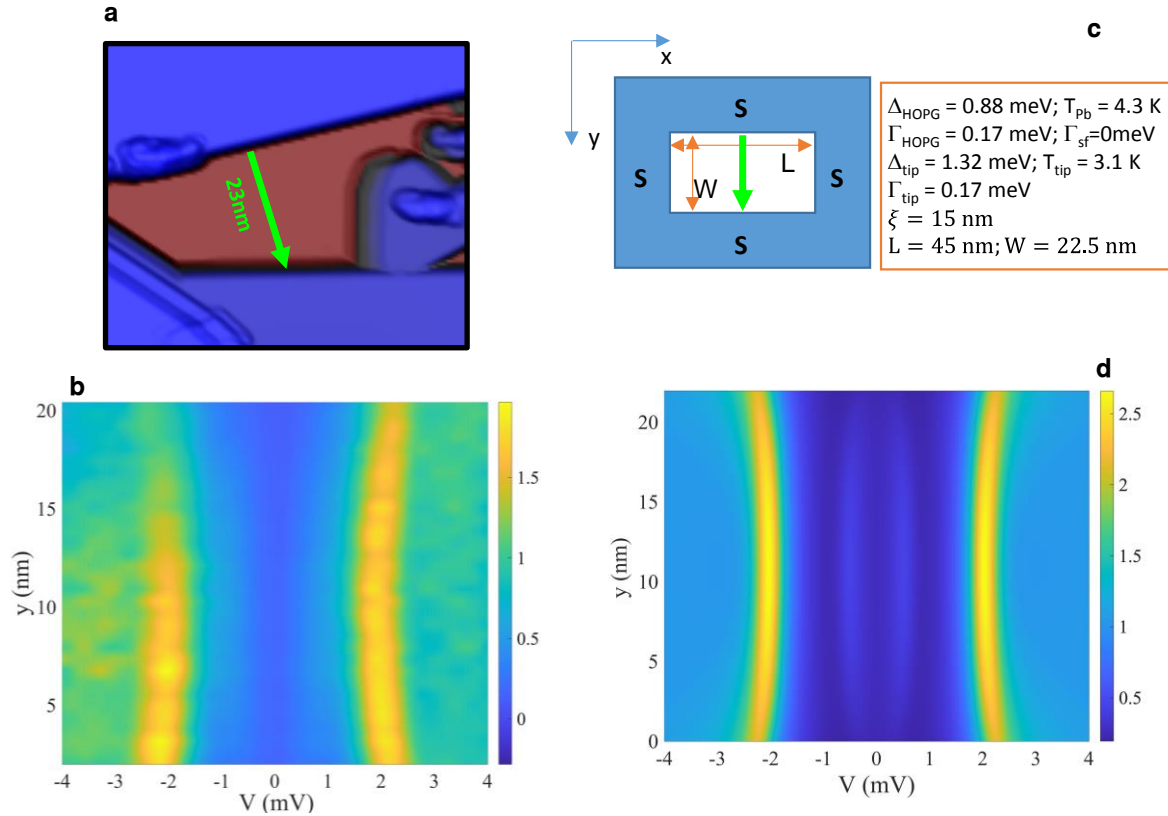 a
23nm
c
x
y
S
S
S
S
W
L
Δ_HOPG = 0.88 meV; T_Pb = 4.3 K
Γ_HOPG = 0.17 meV; Γ_sf=0meV
Δ_tip = 1.32 meV; T_tip = 3.1 K
Γ_tip = 0.17 meV
ξ = 15 nm
L = 45 nm; W = 22.5 nm
b
20
15
10
5
y (nm)
-4 -3 -2 -1 0 1 2 3 4
V (mV)
1.5
1
0.5
0
d
20
15
10
5
0
y (nm)
-4 -3 -2 -1 0 1 2 3 4
V (mV)
2.5
2
1.5
1
0.5